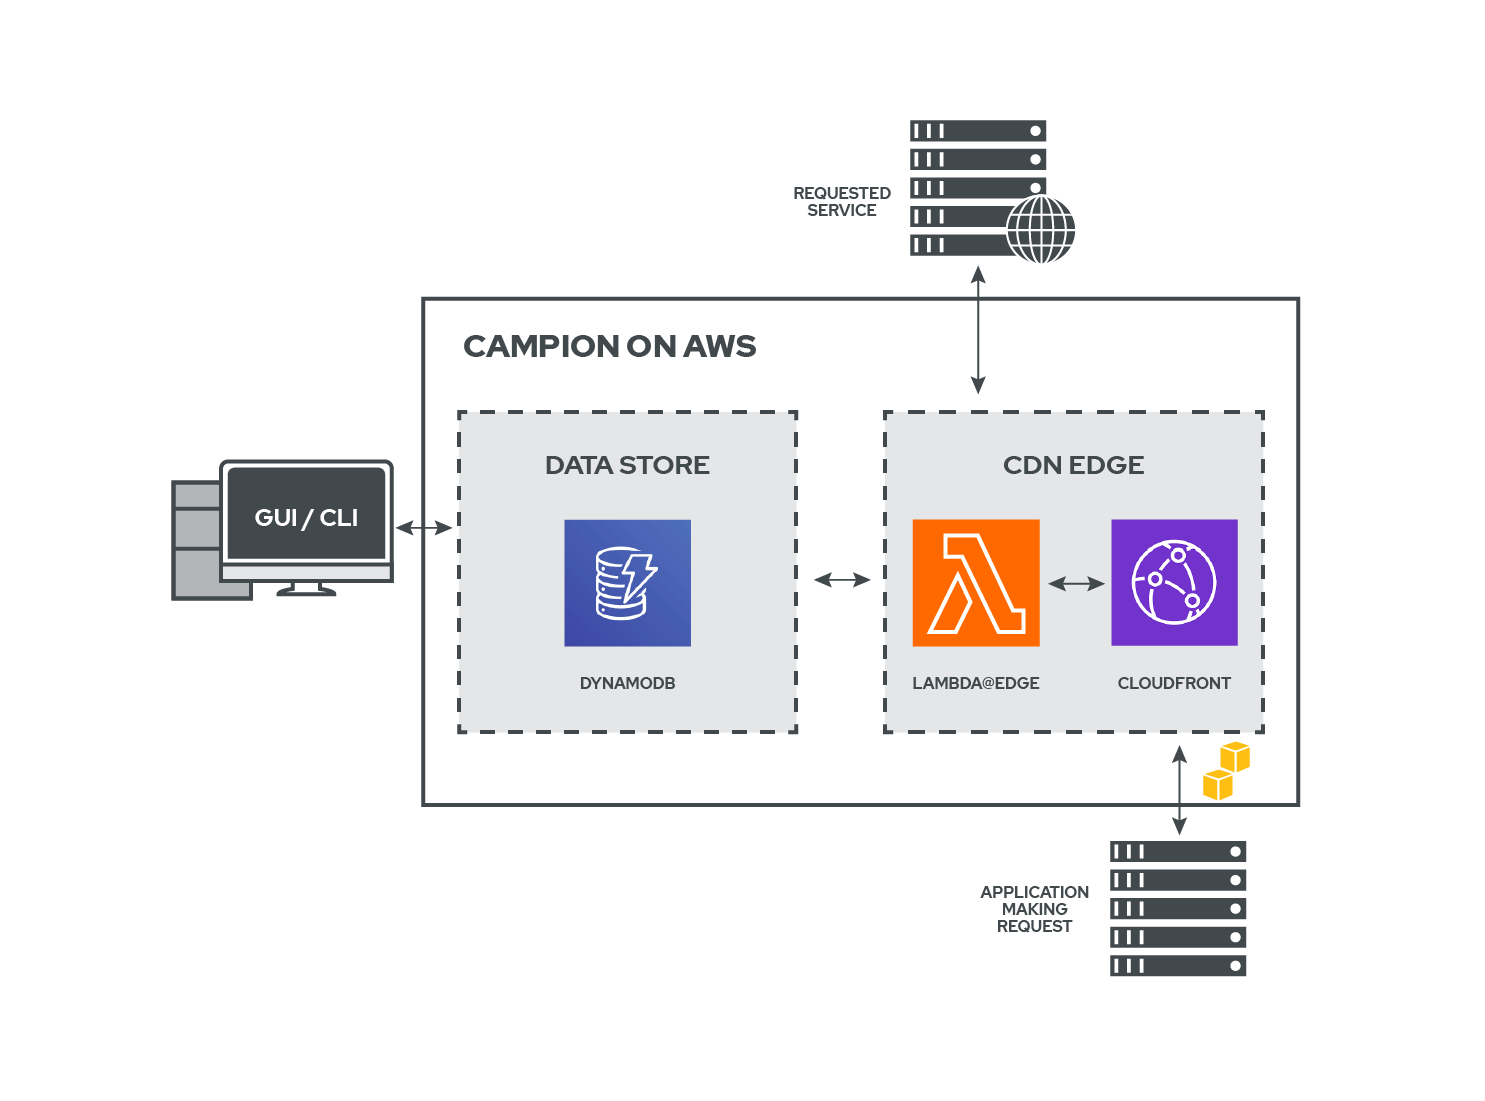 REQUESTED
SERVICE
CAMPION ON AWS
GUI / CLI
DATA STORE
DYNAMODB
CDN EDGE
LAMBDA@EDGE
CLOUDFRONT
APPLICATION
MAKING
REQUEST